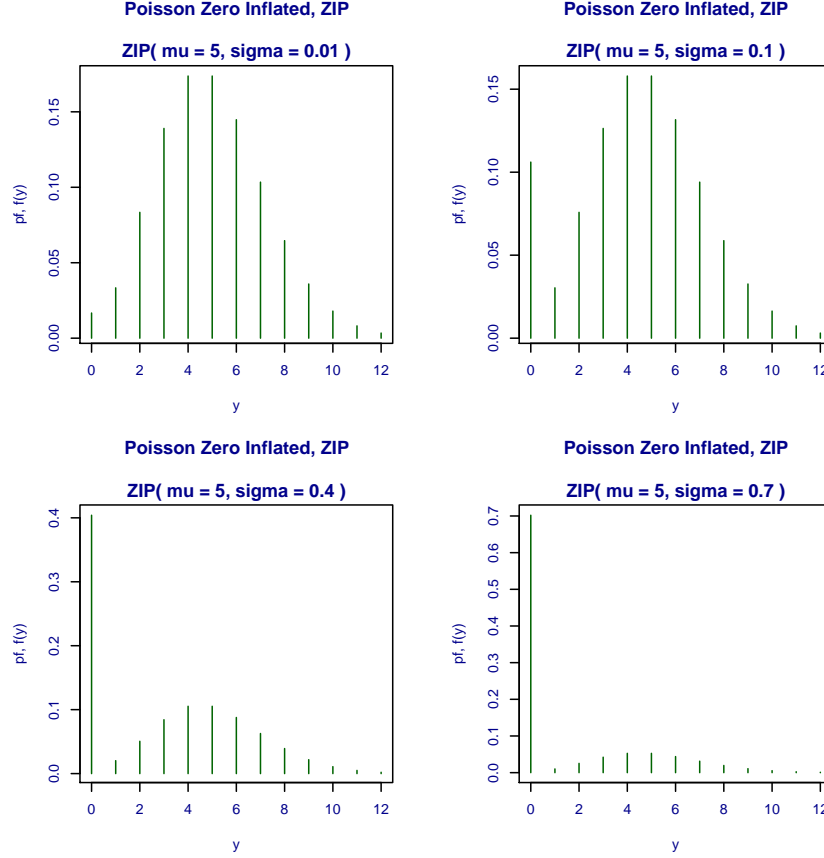 Poisson Zero Inflated, ZIP
ZIP( mu = 5, sigma = 0.01 )
pf, f(y)
0.00 0.05 0.10 0.15
0 2 4 6 8 10 12
y
Poisson Zero Inflated, ZIP
ZIP( mu = 5, sigma = 0.1 )
pf, f(y)
0.00 0.05 0.10 0.15
0 2 4 6 8 10 12
y
Poisson Zero Inflated, ZIP
ZIP( mu = 5, sigma = 0.4 )
pf, f(y)
0.0 0.1 0.2 0.3 0.4
0 2 4 6 8 10 12
y
Poisson Zero Inflated, ZIP
ZIP( mu = 5, sigma = 0.7 )
pf, f(y)
0.0 0.1 0.2 0.3 0.4 0.5 0.6 0.7
0 2 4 6 8 10 12
y